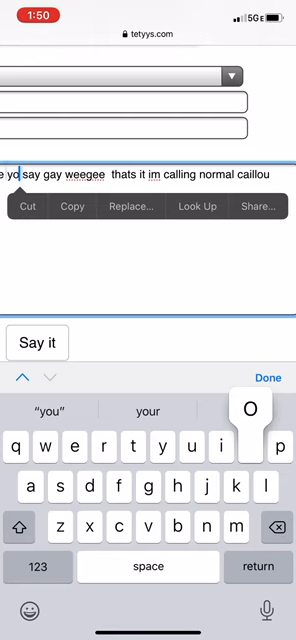 1:50
5GE
tetyys.com
e yo say gay weegee thats it im calling normal caillou
Cut Copy Replace... Look Up Share...
Say it
Done
"you" your
O
q w e r t y u i p
a s d f g h j k l
z x c v b n m
123 space return